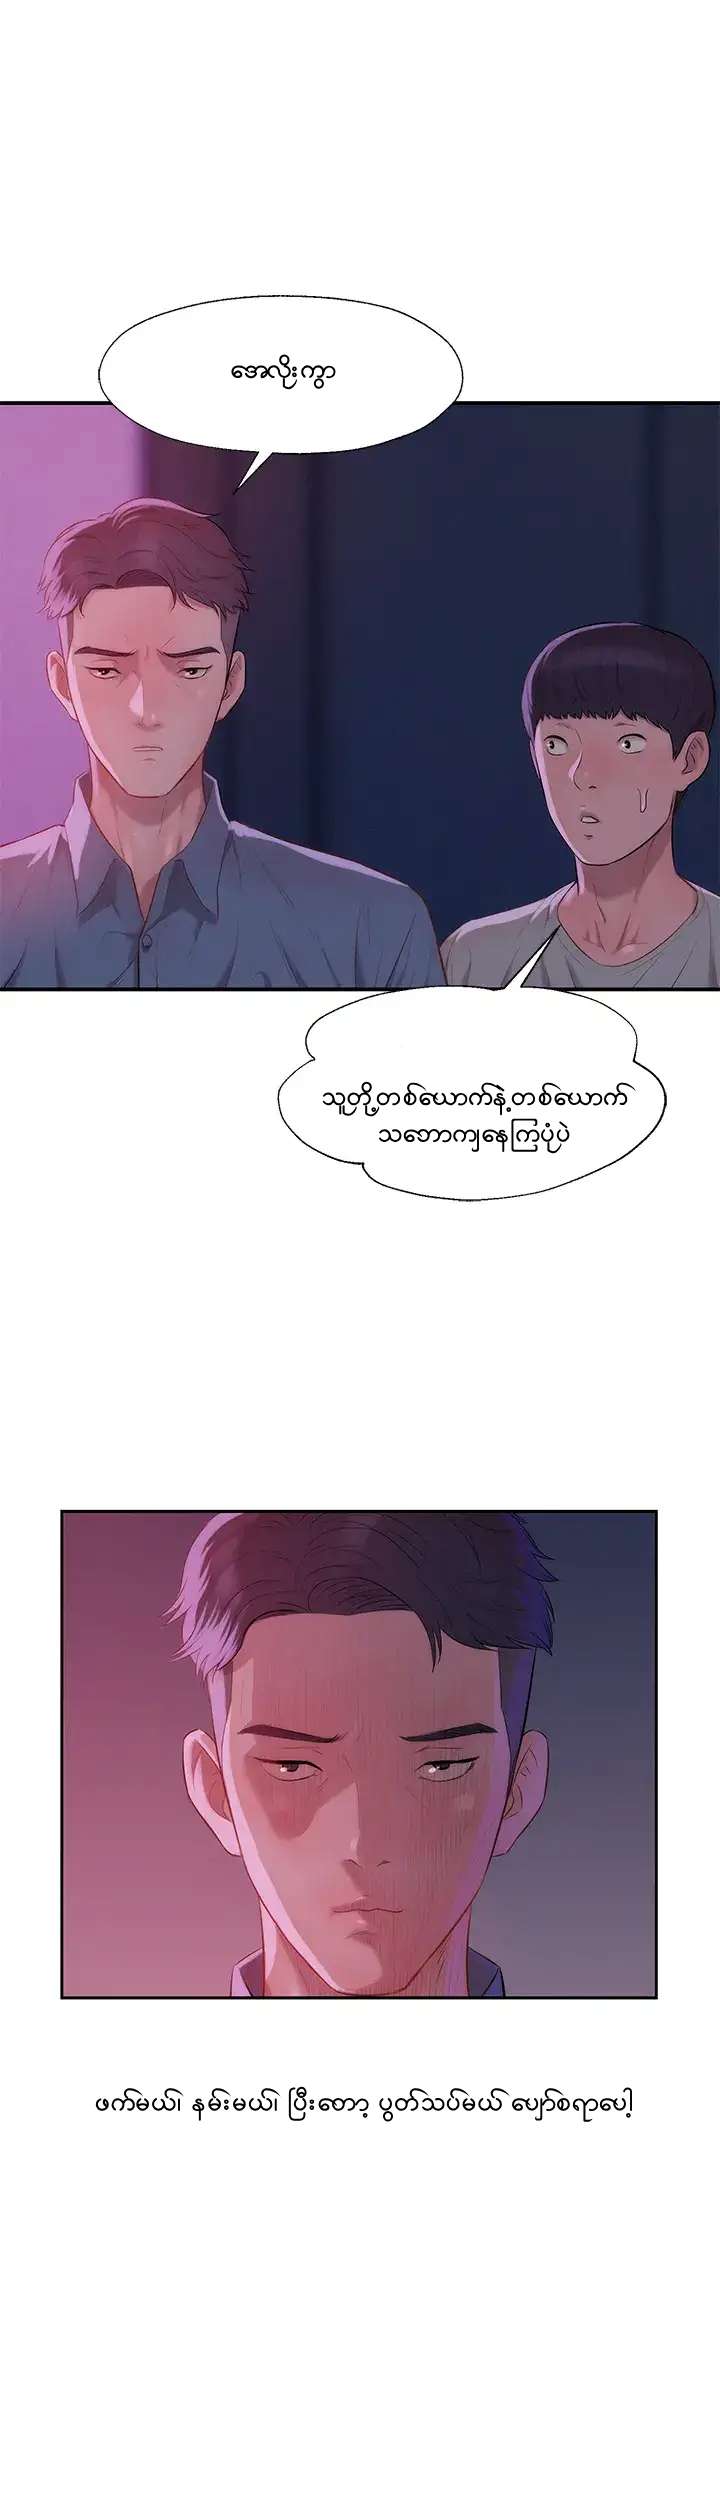 အေလိုးကွာ
သူတို့တစ်ယောက်နဲ့တစ်ယောက်
သဘောကျနေကြပုံပဲ
ဖက်မယ်၊ နမ်းမယ်၊ ပြီးတော့ ပွတ်သပ်မယ် ပျော်စရာပေါ့